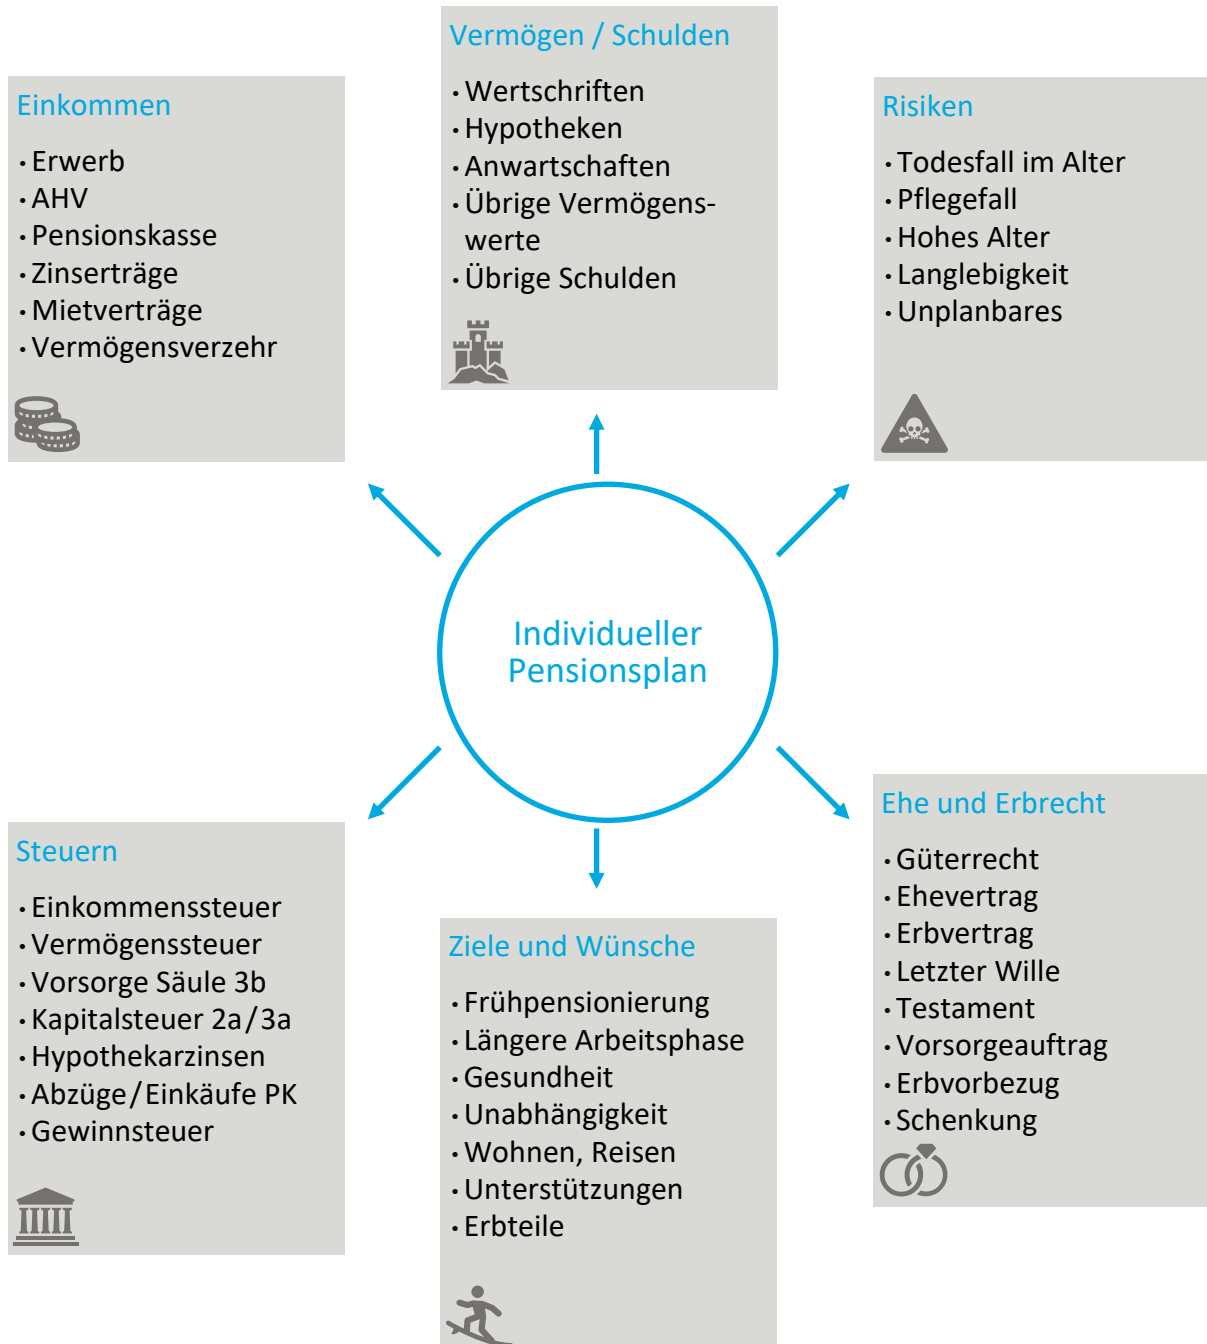 Vermögen / Schulden
• Wertschriften
• Hypotheken
• Anwartschaften
• Übrige Vermögens-
werte
• Übrige Schulden
Einkommen
• Erwerb
• AHV
• Pensionskasse
• Zinserträge
• Mietverträge
• Vermögensverzehr
Risiken
• Todesfall im Alter
• Pflegefall
• Hohes Alter
• Langlebigkeit
• Unplanbares
Individueller
Pensionsplan
Steuern
• Einkommenssteuer
• Vermögenssteuer
• Vorsorge Säule 3b
• Kapitalsteuer 2a/3a
• Hypothekarzinsen
• Abzüge/Einkäufe PK
• Gewinnsteuer
Ziele und Wünsche
• Frühpensionierung
• Längere Arbeitsphase
• Gesundheit
• Unabhängigkeit
• Wohnen, Reisen
• Unterstützungen
• Erbteile
Ehe und Erbrecht
• Güterrecht
• Ehevertrag
• Erbvertrag
• Letzter Wille
• Testament
• Vorsorgeauftrag
• Erbvorbezug
• Schenkung